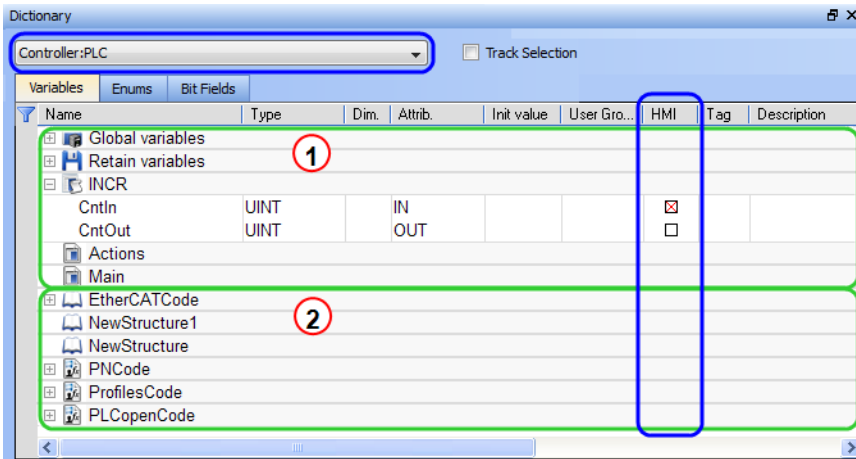 Dictionary
Controller:PLC Track Selection
Variables Enums Bit Fields
Name Type Dim. Attrib. Init value User Gro... HMI Tag Description
Global variables
1
Retain variables
INCR
CntIn UINT IN
CntOut UINT OUT
Actions
Main
EtherCATCode
2
NewStructure1
NewStructure
PNCode
ProfilesCode
PLCopenCode